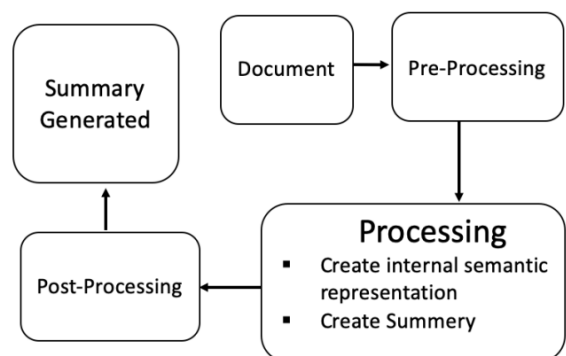 Document
Pre-Processing
Processing
▪ Create internal semantic
representation
▪ Create Summery
Post-Processing
Summary
Generated